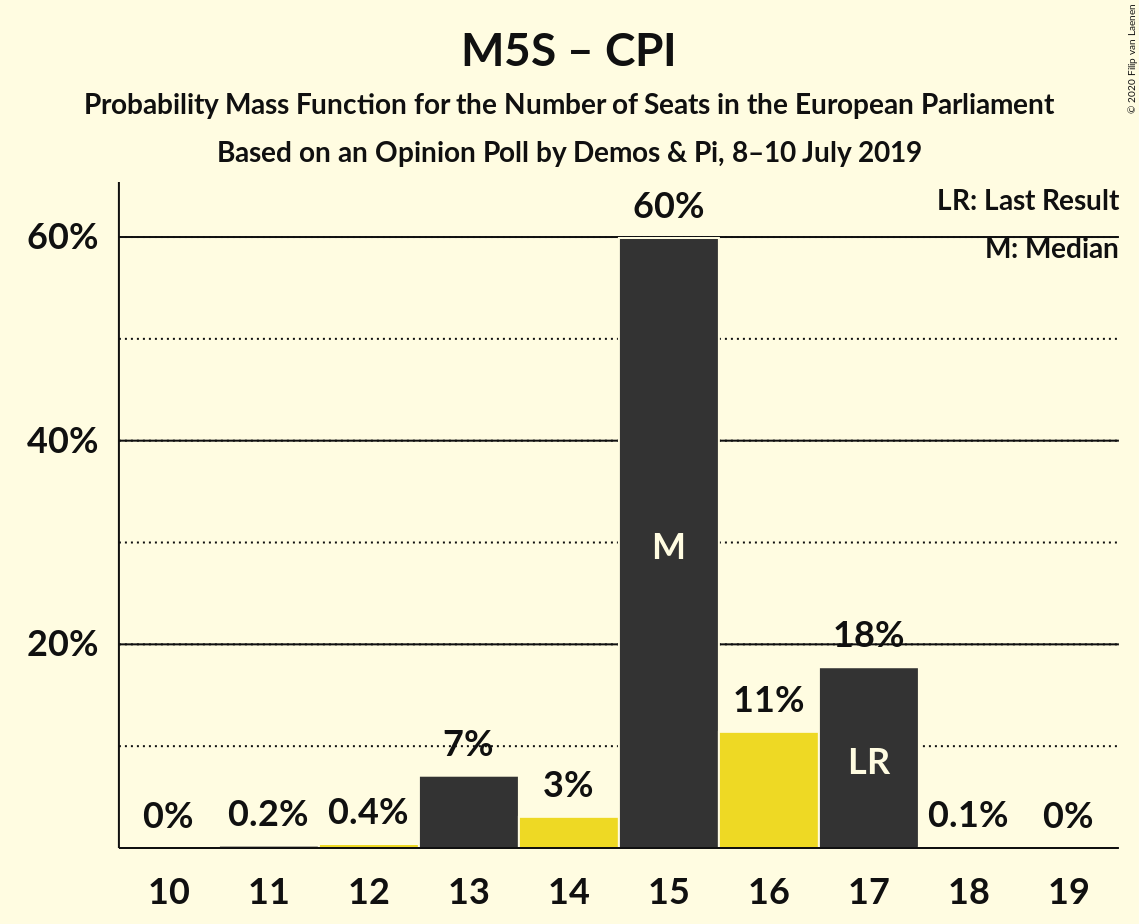 M5S – CPI
Probability Mass Function for the Number of Seats in the European Parliament
Based on an Opinion Poll by Demos & Pi, 8–10 July 2019
© 2020 Filip van Laenen
LR: Last Result
M: Median
60%
40%
20%
0%
0.2%
0.4%
7%
3%
60%
11%
18%
0.1%
0%
M
LR
10 11 12 13 14 15 16 17 18 19